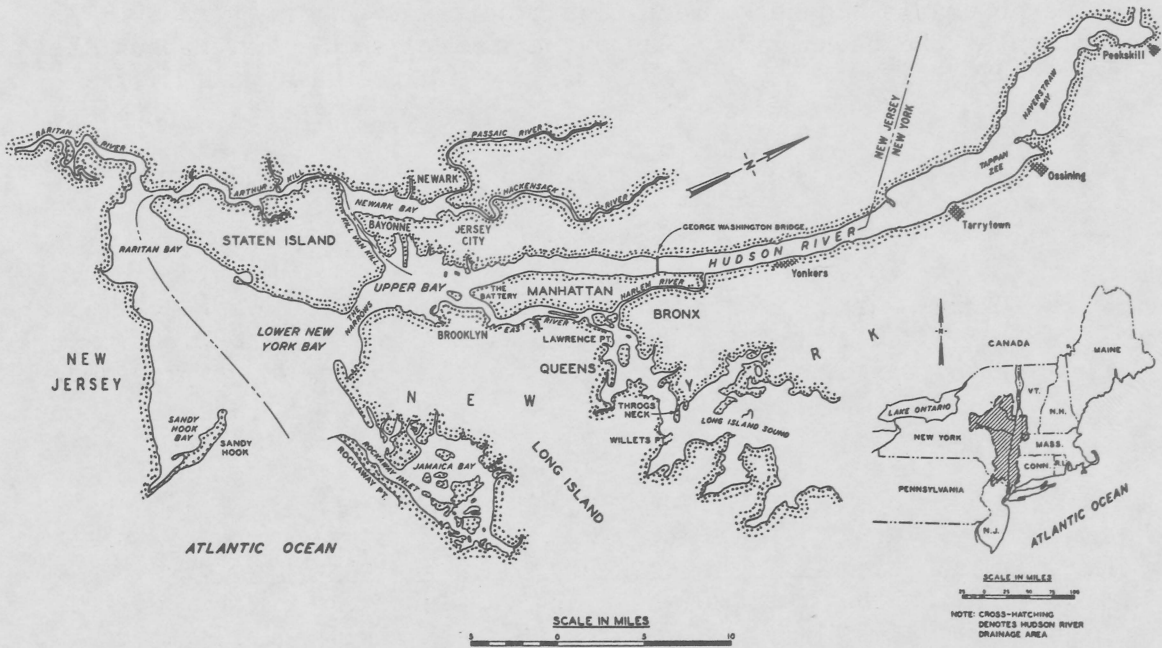 Peekskill
HAVERSTRAW
BAY
NEW JERSEY
NEW YORK
PASSAIC RIVER
RARITAN
RIVER
TAPPAN
ZEE
Ossining
NEWARK
ARTHUR KILL
HACKENSACK
RIVER
N
NEWARK BAY
Tarrytown
BAYONNE
JERSEY
CITY
GEORGE WASHINGTON BRIDGE
KILL VAN KULL
STATEN ISLAND
RARITAN BAY
HUDSON RIVER
Yonkers
UPPER BAY
THE
BATTERY
MANHATTAN
HARLEM RIVER
THE NARROWS
BRONX
LOWER NEW
YORK BAY
BROOKLYN
EAST RIVER
LAWRENCE PT.
NEW
JERSEY
QUEENS
NEW YORK
THROGS
NECK
WILLETS PT.
LONG ISLAND SOUND
SANDY
HOOK
BAY
SANDY
HOOK
ROCKAWAY INLET
ROCKAWAY PT.
JAMAICA BAY
LONG ISLAND
ATLANTIC OCEAN
SCALE IN MILES
5 0 5 10
N
CANADA
MAINE
VT.
N.H.
LAKE ONTARIO
NEW YORK
MASS.
CONN.
R.I.
PENNSYLVANIA
N.J.
ATLANTIC OCEAN
SCALE IN MILES
25 0 25 50 75 100
NOTE: CROSS-HATCHING
DENOTES HUDSON RIVER
DRAINAGE AREA